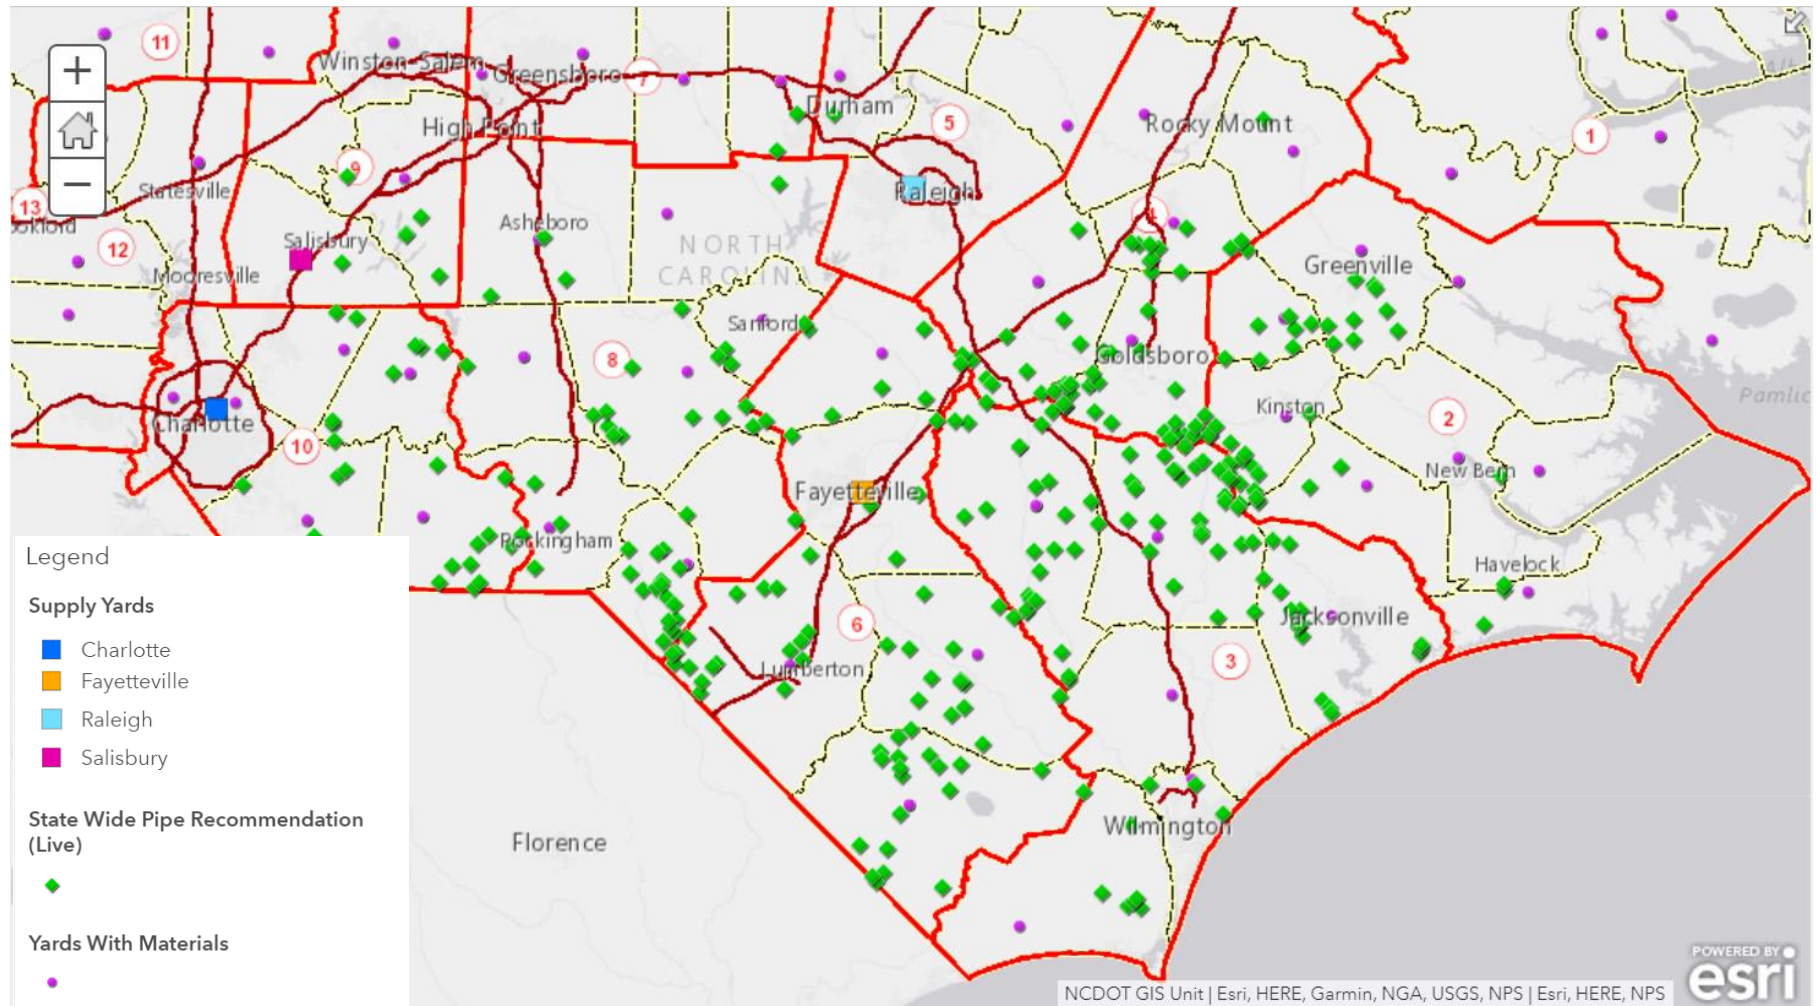 11
Winston-Salem
Greensboro
7
Durham
High Point
5
Rocky Mount
1
9
Statesville
13
Raleigh
4
12
Salisbury
Asheboro
NORTH
CAROLINA
Mooresville
Greenville
Sanford
8
Goldsboro
Pamlic
Charlotte
10
Kinston
2
Fayetteville
New Bern
Rockingham
Havelock
6
Jacksonville
Lumberton
3
Florence
Wilmington
Legend
Supply Yards
Charlotte
Fayetteville
Raleigh
Salisbury
State Wide Pipe Recommendation
(Live)
Yards With Materials
POWERED BY
esri
NCDOT GIS Unit | Esri, HERE, Garmin, NGA, USGS, NPS | Esri, HERE, NPS